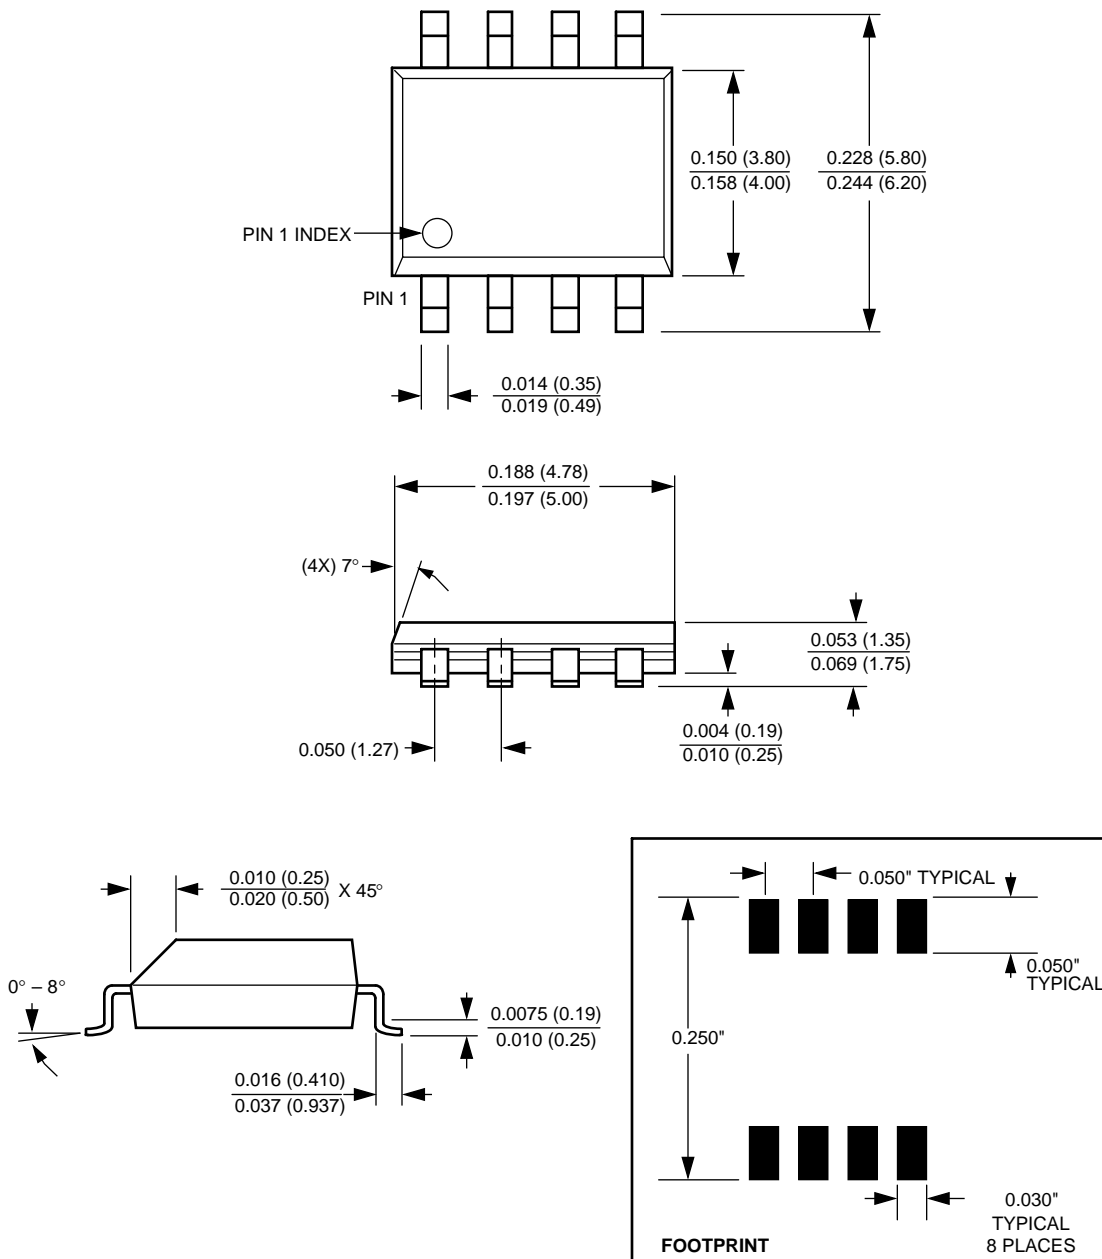 0.150 (3.80)
0.158 (4.00)
0.228 (5.80)
0.244 (6.20)
PIN 1 INDEX
PIN 1
0.014 (0.35)
0.019 (0.49)
0.188 (4.78)
0.197 (5.00)
(4X) 7°
0.053 (1.35)
0.069 (1.75)
0.004 (0.19)
0.010 (0.25)
0.050 (1.27)
0.010 (0.25)
0.020 (0.50)
X 45°
0° – 8°
0.0075 (0.19)
0.010 (0.25)
0.016 (0.410)
0.037 (0.937)
0.050" TYPICAL
0.050"
TYPICAL
0.250"
0.030"
TYPICAL
8 PLACES
FOOTPRINT